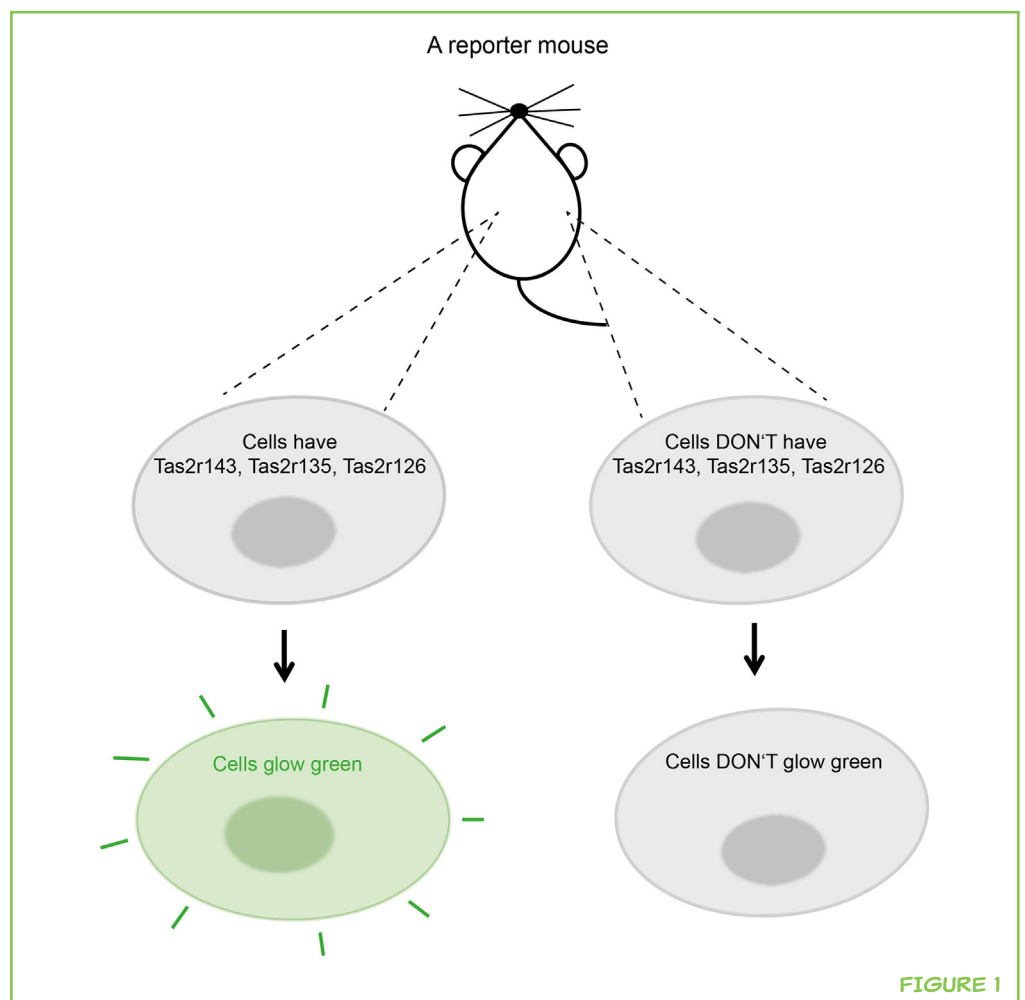 A reporter mouse
Cells have
Tas2r143, Tas2r135, Tas2r126
Cells DON‘T have
Tas2r143, Tas2r135, Tas2r126
Cells glow green
Cells DON‘T glow green
FIGURE 1